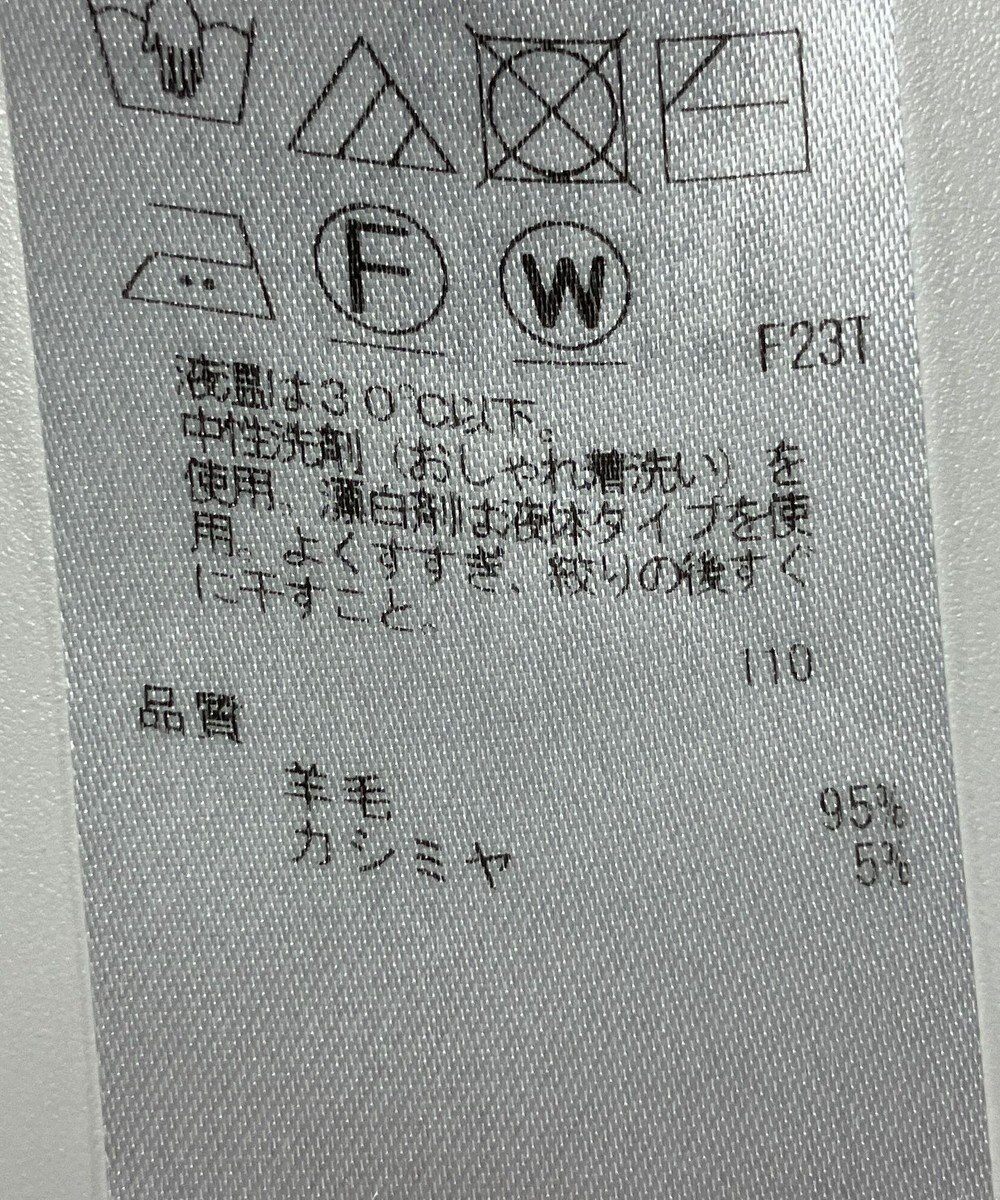 F
W
F23T
液温は30℃以下。
中性洗剤（おしゃれ着洗い）を
使用。漂白剤は液体タイプを使
用。よくすすぎ、絞りの後すぐ
に干すこと。
110
品質
羊毛 95%
カシミヤ 5%